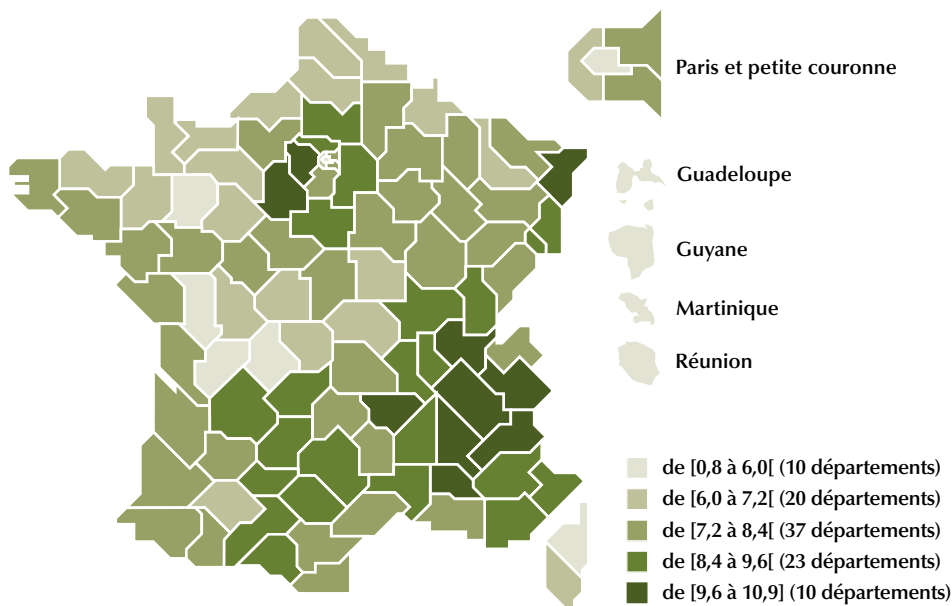 Paris et petite couronne
Guadeloupe
Guyane
Martinique
Réunion
de [0,8 à 6,0[ (10 départements)
de [6,0 à 7,2[ (20 départements)
de [7,2 à 8,4[ (37 départements)
de [8,4 à 9,6[ (23 départements)
de [9,6 à 10,9] (10 départements)